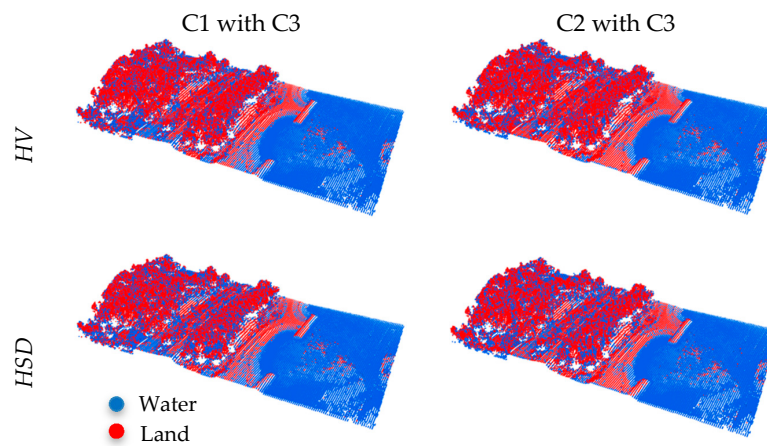 C1 with C3
C2 with C3
HV
HSD
Water
Land